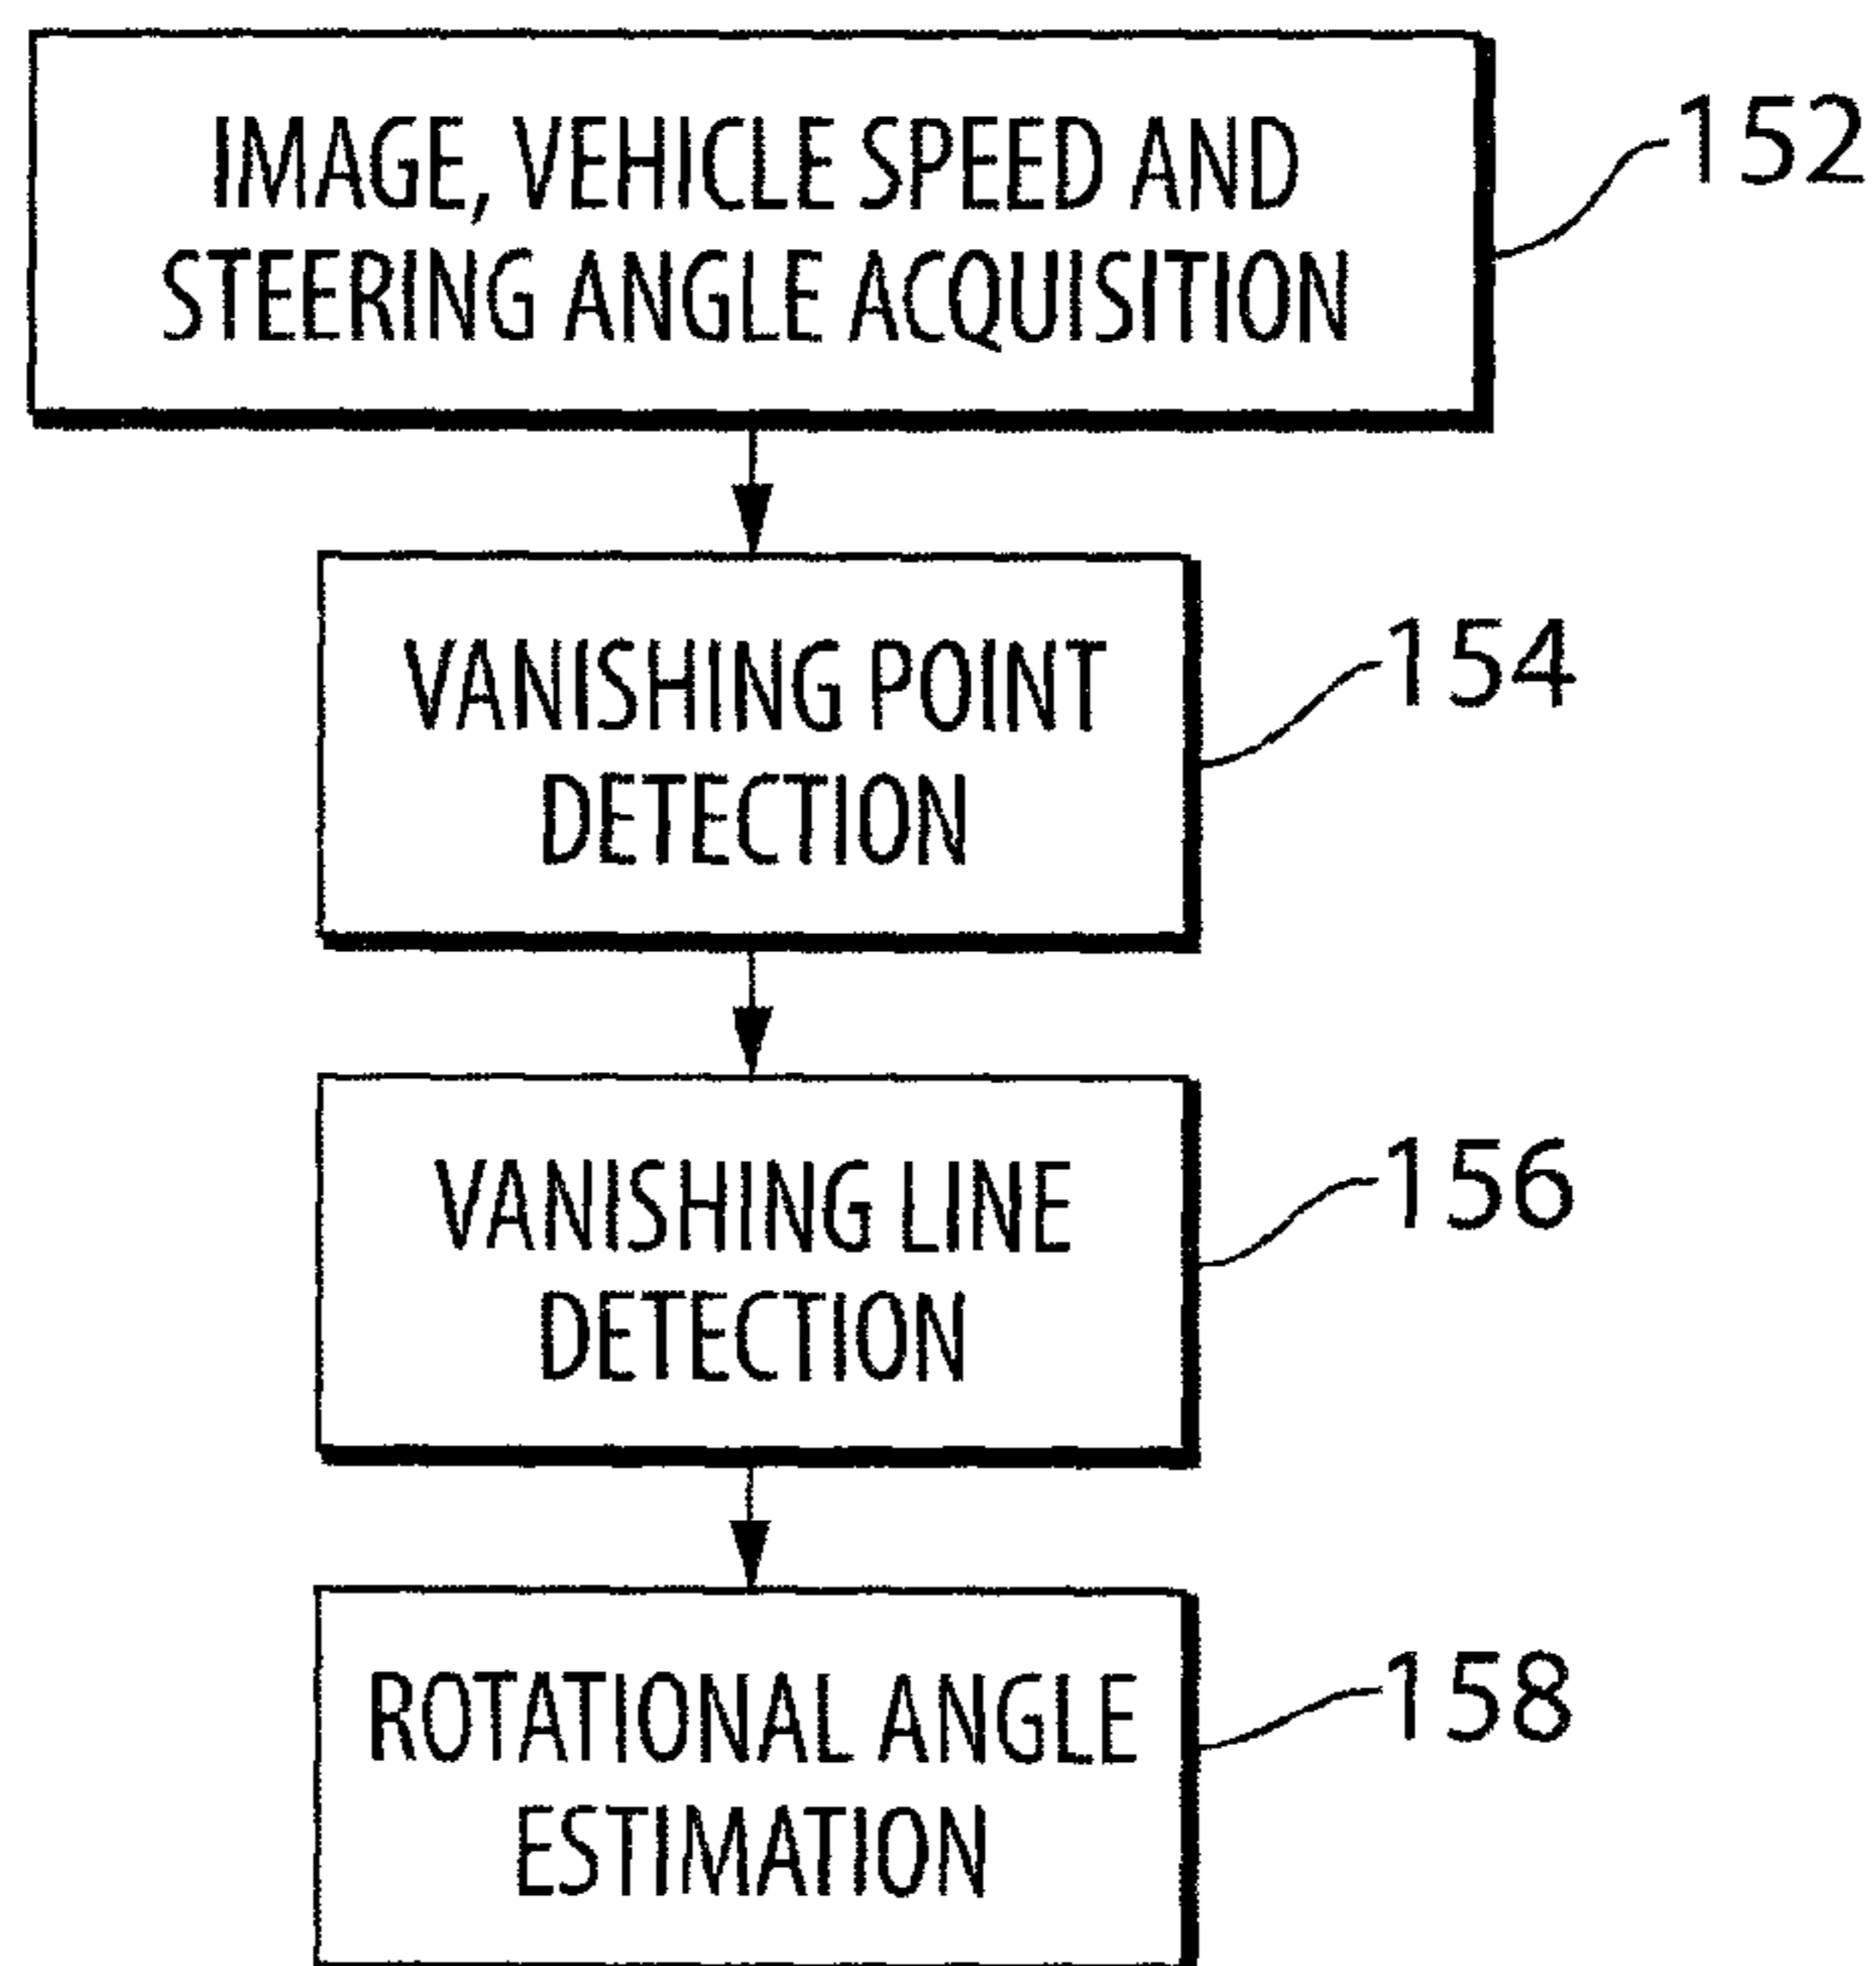 IMAGE, VEHICLE SPEED AND
STEERING ANGLE ACQUISITION
152
VANISHING POINT
DETECTION
154
VANISHING LINE
DETECTION
156
ROTATIONAL ANGLE
ESTIMATION
158